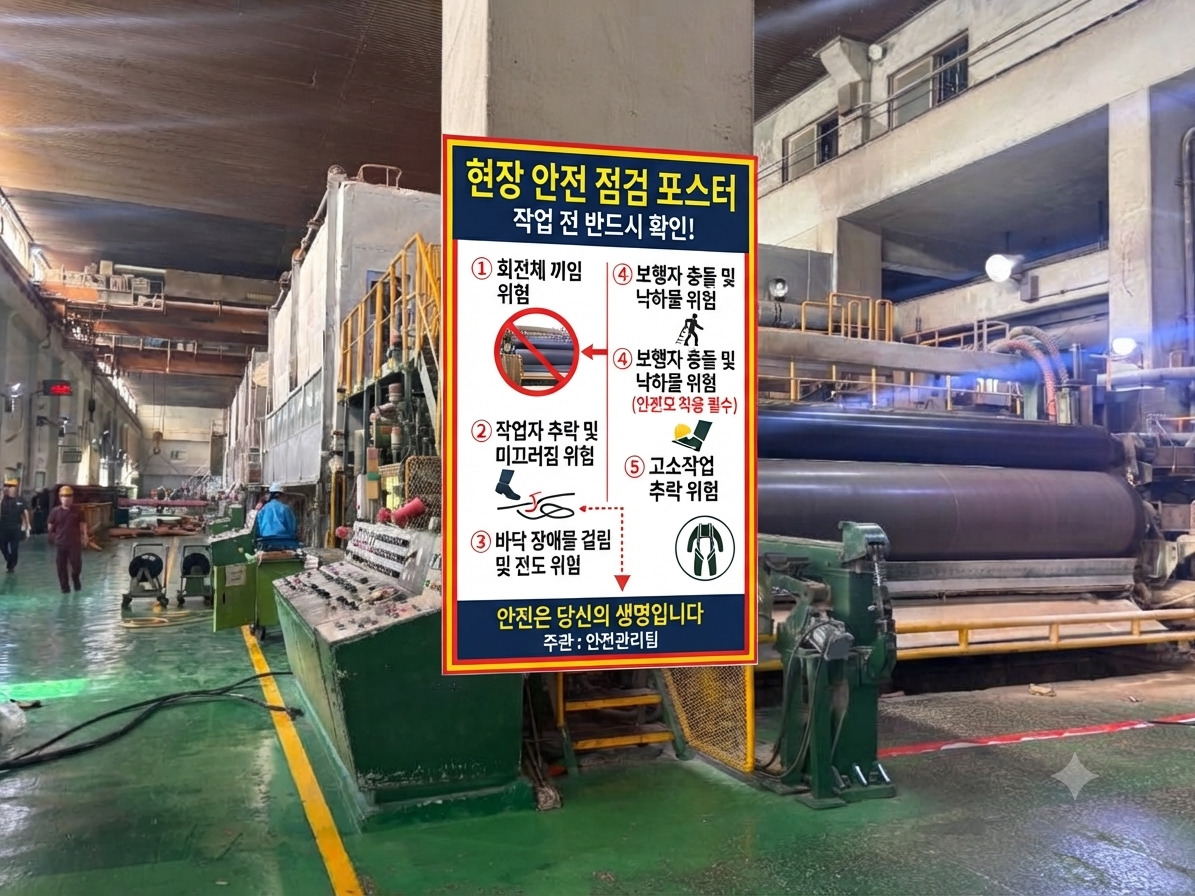 현장 안전 점검 포스터
작업 전 반드시 확인!
① 회전체 끼임
위험
② 작업자 추락 및
미끄러짐 위험
③ 바닥 장애물 걸림
및 전도 위험
④ 보행자 충돌 및
낙하물 위험
④ 보행자 충돌 및
낙하물 위험
(안젼모 착용 퀼수)
⑤ 고소작업
추락 위험
안진은 당신의 생명입니다
주관 : 안전관리팀